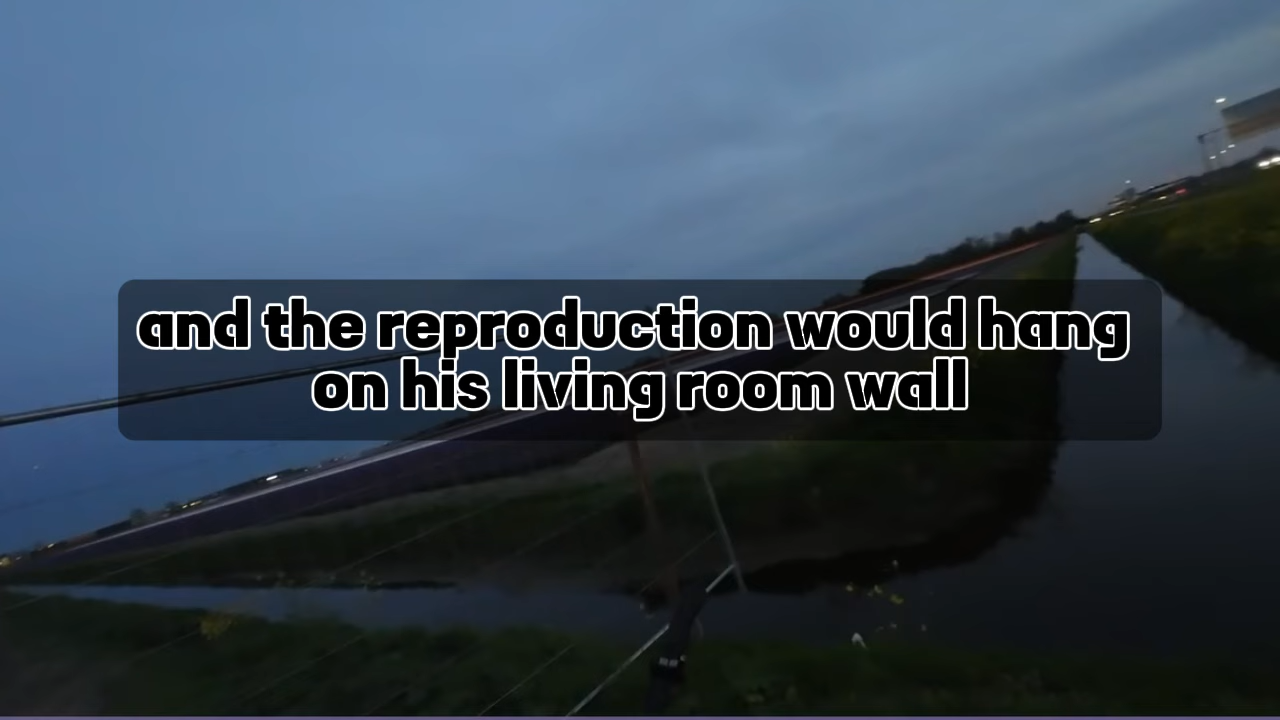 and the reproduction would hang
on his living room wall